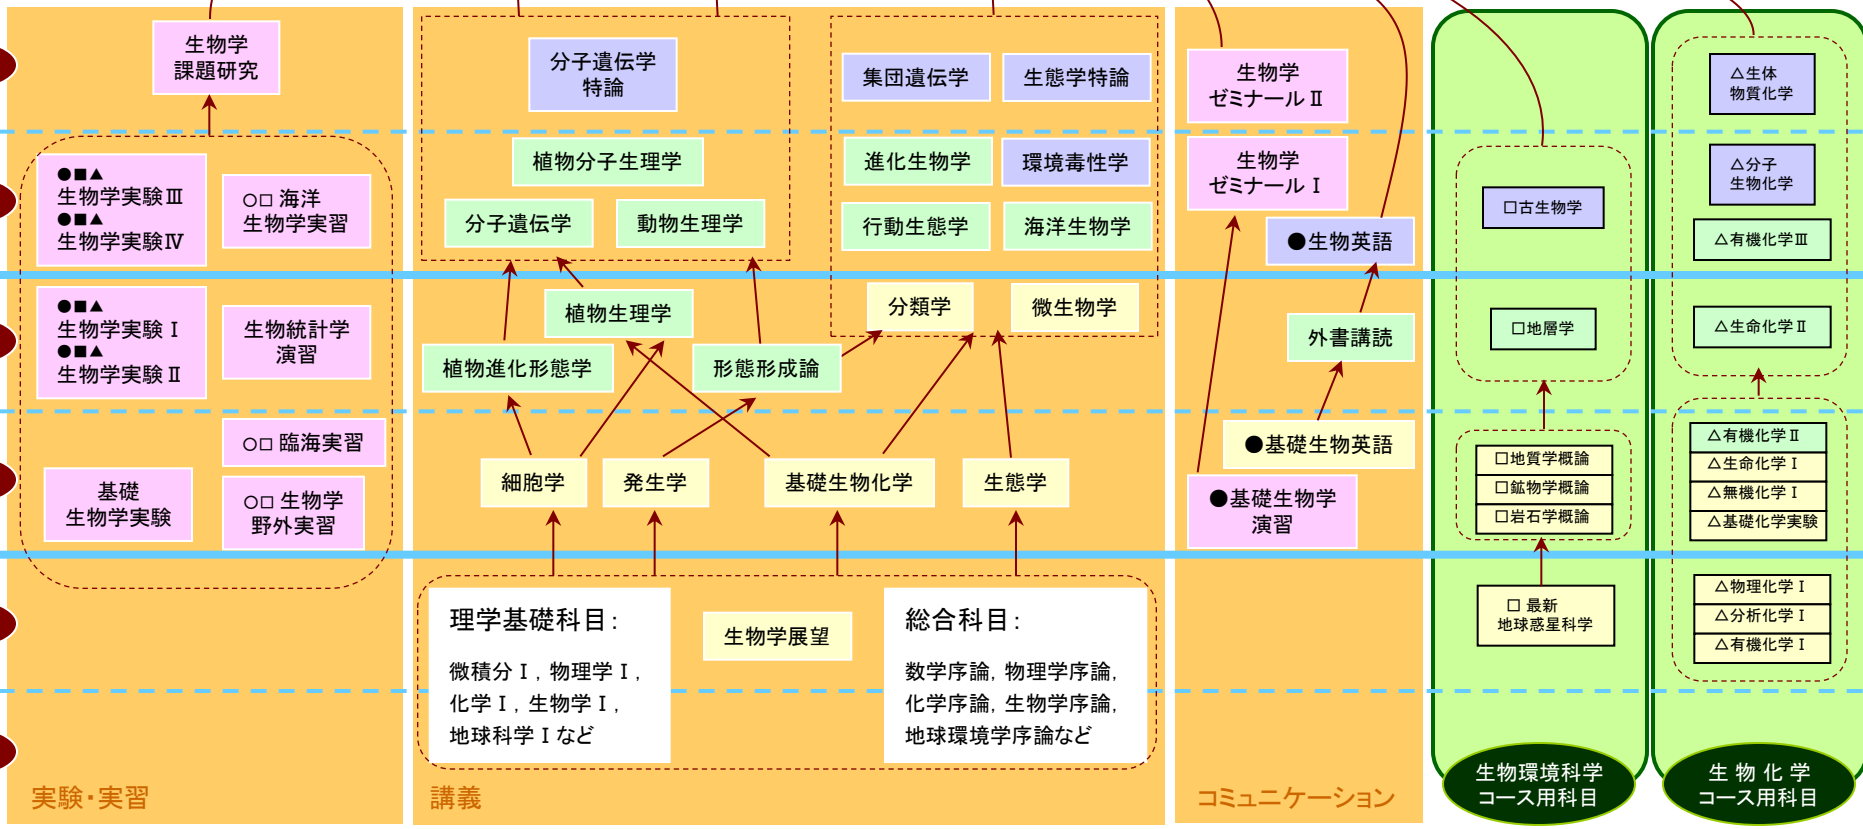 生物学
課題研究
●■▲
生物学実験Ⅲ
●■▲
生物学実験Ⅳ
○□ 海洋
生物学実習
●■▲
生物学実験Ⅰ
●■▲
生物学実験Ⅱ
生物統計学
演習
○□ 臨海実習
基礎
生物学実験
○□ 生物学
野外実習
実験・実習
分子遺伝学
特論
集団遺伝学
生態学特論
植物分子生理学
進化生物学
環境毒性学
分子遺伝学
動物生理学
行動生態学
海洋生物学
植物生理学
分類学
微生物学
植物進化形態学
形態形成論
細胞学
発生学
基礎生物化学
生態学
理学基礎科目：
微積分Ⅰ, 物理学Ⅰ,
化学Ⅰ, 生物学Ⅰ,
地球科学Ⅰなど
生物学展望
総合科目：
数学序論, 物理学序論,
化学序論, 生物学序論,
地球環境学序論など
講義
生物学
ゼミナールⅡ
生物学
ゼミナールⅠ
●生物英語
外書講読
●基礎生物英語
●基礎生物学
演習
コミュニケーション
□古生物学
□地層学
□地質学概論
□鉱物学概論
□岩石学概論
□ 最新
地球惑星科学
生物環境科学
コース用科目
△生体
物質化学
△分子
生物化学
△有機化学Ⅲ
△生命化学Ⅱ
△有機化学Ⅱ
△生命化学Ⅰ
△無機化学Ⅰ
△基礎化学実験
△物理化学Ⅰ
△分析化学Ⅰ
△有機化学Ⅰ
生 物 化 学
コース用科目